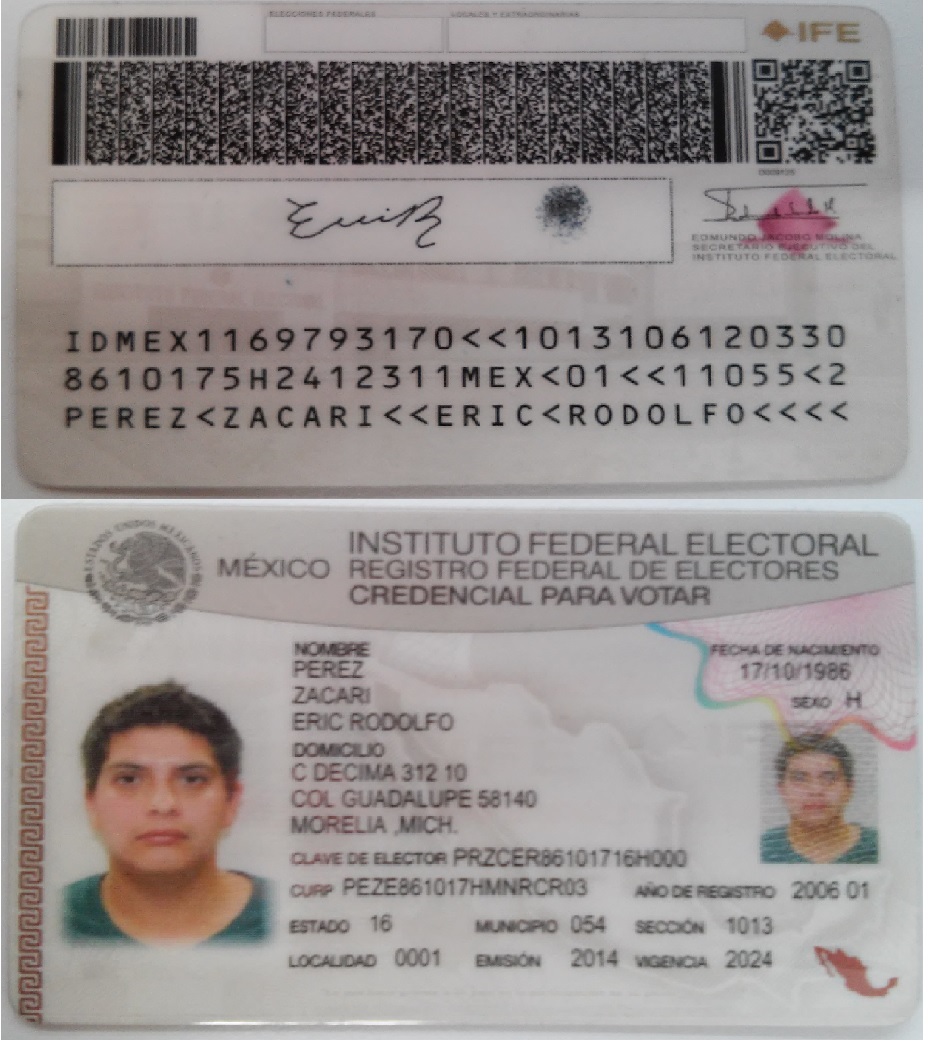 ELECCIONES FEDERALES LOCALES Y EXTRAORDINARIAS
IFE
EDMUNDO JACOBO MOLINA
SECRETARIO EJECUTIVO DEL
INSTITUTO FEDERAL ELECTORAL
IDMEX1169793170<<1013106120330
8610175H2412311MEX<01<<11055<2
PEREZ<ZACARI<<ERIC<RODOLFO<<<<
ESTADOS UNIDOS MEXICANOS
MÉXICO
INSTITUTO FEDERAL ELECTORAL
REGISTRO FEDERAL DE ELECTORES
CREDENCIAL PARA VOTAR
NOMBRE
PEREZ
ZACARI
ERIC RODOLFO
FECHA DE NACIMIENTO
17/10/1986
SEXO H
DOMICILIO
C DECIMA 312 10
COL GUADALUPE 58140
MORELIA ,MICH.
CLAVE DE ELECTOR PRZCER86101716H000
CURP PEZE861017HMNRCR03 AÑO DE REGISTRO 2006 01
ESTADO 16 MUNICIPIO 054 SECCIÓN 1013
LOCALIDAD 0001 EMISIÓN 2014 VIGENCIA 2024